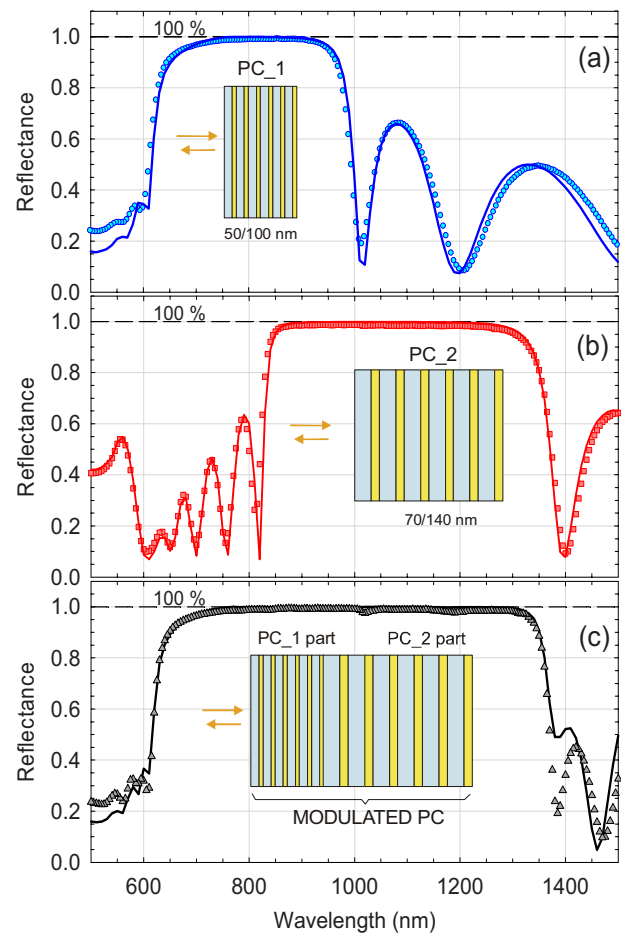 100 %
(a)
PC_1
50/100 nm
Reflectance
1.0
0.8
0.6
0.4
0.2
0.0
100 %
(b)
PC_2
70/140 nm
Reflectance
1.0
0.8
0.6
0.4
0.2
0.0
100 %
(c)
PC_1 part PC_2 part
MODULATED PC
Reflectance
1.0
0.8
0.6
0.4
0.2
0.0
600 800 1000 1200 1400
Wavelength (nm)